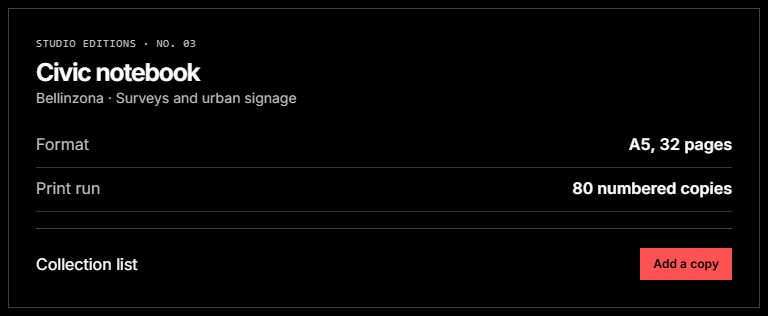 STUDIO EDITIONS · NO. 03
Civic notebook
Bellinzona · Surveys and urban signage
Format A5, 32 pages
Print run 80 numbered copies
Collection list Add a copy